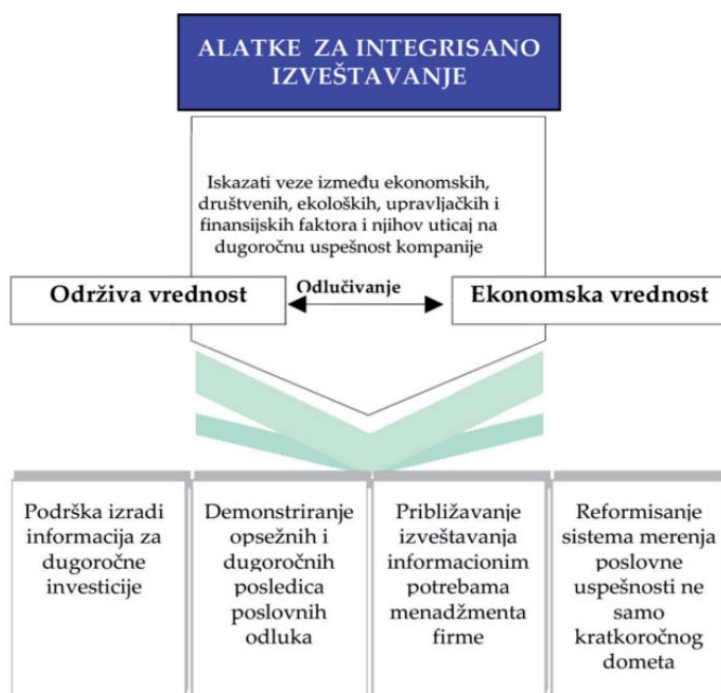 ALATKE ZA INTEGRISANO
IZVEŠTAVANJE
Iskazati veze između ekonomskih,
društvenih, ekoloških, upravljačkih i
finansijskih faktora i njihov uticaj na
dugoročnu uspešnost kompanije
Održiva vrednost
Odlučivanje
Ekonomska vrednost
Podrška izradi
informacija za
dugoročne
investicije
Demonstriranje
opsežnih i
dugoročnih
posledica
poslovnih
odluka
Približavanje
izveštavanja
informacionim
potrebama
menadžmenta
firme
Reformisanje
sistema merenja
poslovne
uspešnosti ne
samo
kratkoročnog
dometa